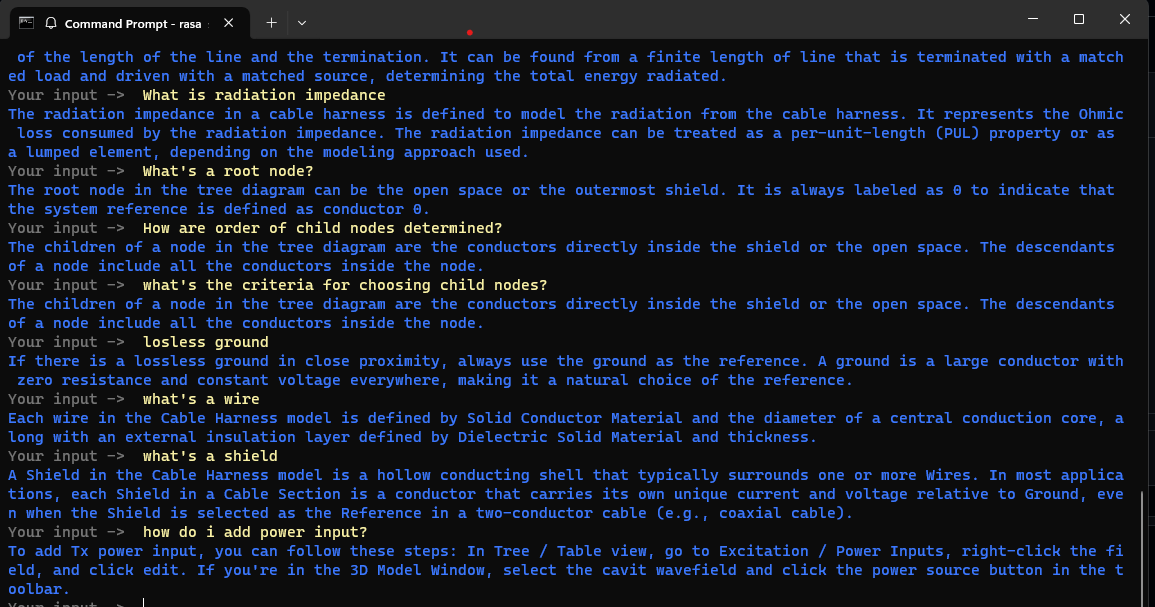 Command Prompt - rasa
of the length of the line and the termination. It can be found from a finite length of line that is terminated with a match
ed load and driven with a matched source, determining the total energy radiated.
Your input -> What is radiation impedance
The radiation impedance in a cable harness is defined to model the radiation from the cable harness. It represents the Ohmic
loss consumed by the radiation impedance. The radiation impedance can be treated as a per-unit-length (PUL) property or as
a lumped element, depending on the modeling approach used.
Your input -> What's a root node?
The root node in the tree diagram can be the open space or the outermost shield. It is always labeled as 0 to indicate that
the system reference is defined as conductor 0.
Your input -> How are order of child nodes determined?
The children of a node in the tree diagram are the conductors directly inside the shield or the open space. The descendants
of a node include all the conductors inside the node.
Your input -> what's the criteria for choosing child nodes?
The children of a node in the tree diagram are the conductors directly inside the shield or the open space. The descendants
of a node include all the conductors inside the node.
Your input -> losless ground
If there is a lossless ground in close proximity, always use the ground as the reference. A ground is a large conductor with
zero resistance and constant voltage everywhere, making it a natural choice of the reference.
Your input -> what's a wire
Each wire in the Cable Harness model is defined by Solid Conductor Material and the diameter of a central conduction core, a
long with an external insulation layer defined by Dielectric Solid Material and thickness.
Your input -> what's a shield
A Shield in the Cable Harness model is a hollow conducting shell that typically surrounds one or more Wires. In most applica
tions, each Shield in a Cable Section is a conductor that carries its own unique current and voltage relative to Ground, eve
n when the Shield is selected as the Reference in a two-conductor cable (e.g., coaxial cable).
Your input -> how do i add power input?
To add Tx power input, you can follow these steps: In Tree / Table view, go to Excitation / Power Inputs, right-click the fi
eld, and click edit. If you're in the 3D Model Window, select the cavit wavefield and click the power source button in the t
oolbar.
Your input ->